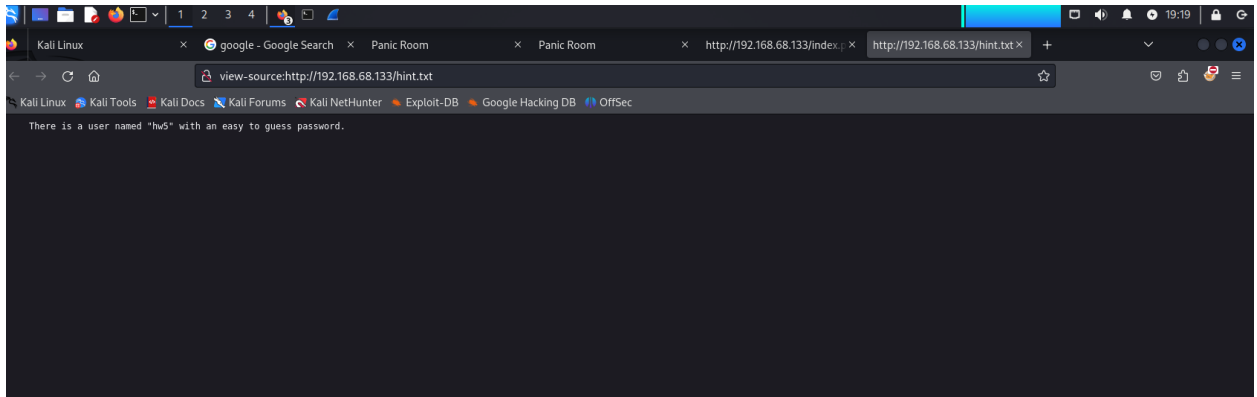 1 2 3 4 19:19
Kali Linux google - Google Search Panic Room Panic Room http://192.168.68.133/index.p http://192.168.68.133/hint.txt
view-source:http://192.168.68.133/hint.txt
Kali Linux Kali Tools Kali Docs Kali Forums Kali NetHunter Exploit-DB Google Hacking DB OffSec
There is a user named "hw5" with an easy to guess password.